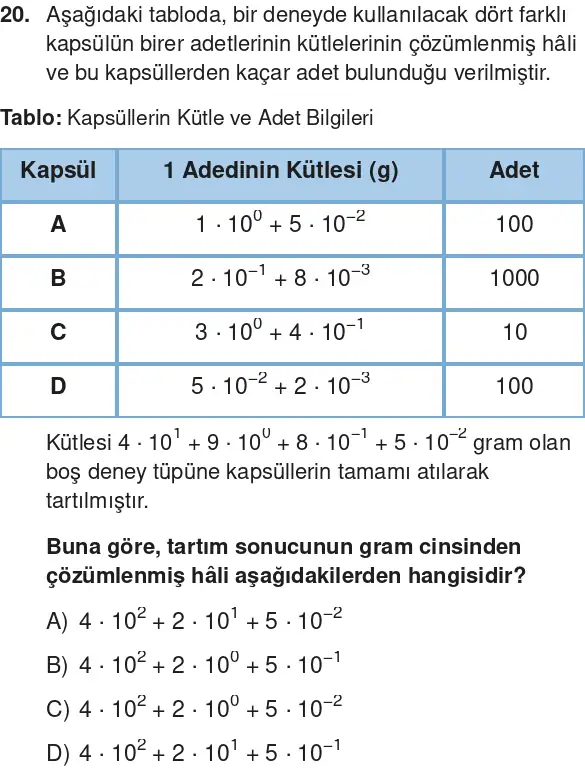 20. Aşağıdaki tabloda, bir deneyde kullanılacak dört farklı
kapsülün birer adetlerinin kütlelerinin çözümlenmiş hâli
ve bu kapsüllerden kaçar adet bulunduğu verilmiştir.
Tablo: Kapsüllerin Kütle ve Adet Bilgileri
Kapsül 1 Adedinin Kütlesi (g) Adet
A 1 · 10⁰ + 5 · 10⁻² 100
B 2 · 10⁻¹ + 8 · 10⁻³ 1000
C 3 · 10⁰ + 4 · 10⁻¹ 10
D 5 · 10⁻² + 2 · 10⁻³ 100
Kütlesi 4 · 10¹ + 9 · 10⁰ + 8 · 10⁻¹ + 5 · 10⁻² gram olan
boş deney tüpüne kapsüllerin tamamı atılarak
tartılmıştır.
Buna göre, tartım sonucunun gram cinsinden
çözümlenmiş hâli aşağıdakilerden hangisidir?
A) 4 · 10² + 2 · 10¹ + 5 · 10⁻²
B) 4 · 10² + 2 · 10⁰ + 5 · 10⁻¹
C) 4 · 10² + 2 · 10⁰ + 5 · 10⁻²
D) 4 · 10² + 2 · 10¹ + 5 · 10⁻¹